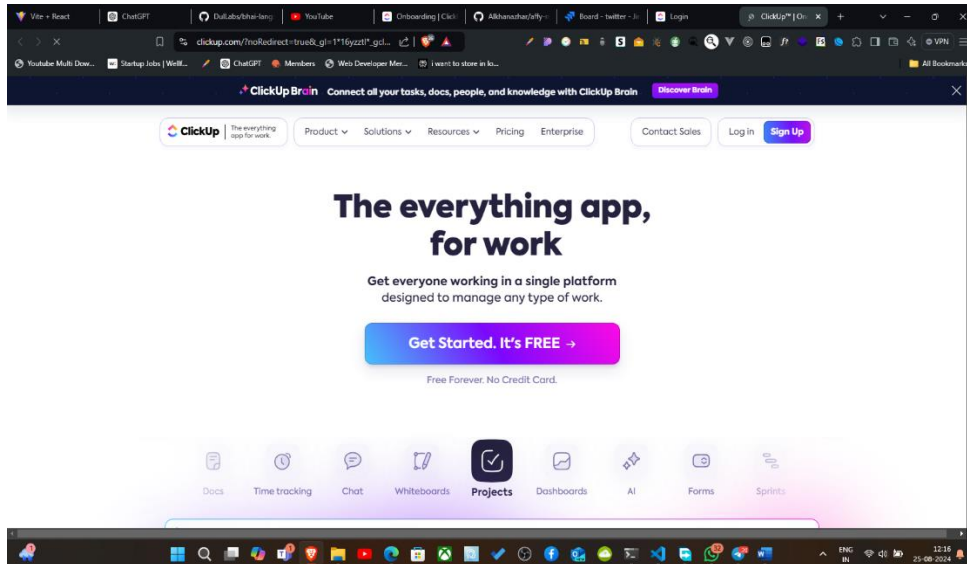 Vite + React
ChatGPT
DulLabs/bhai-lang
YouTube
Onboarding | Click
Alkhanazhar/affy-c
Board - twitter - Jir
Login
ClickUp™ | On
clickup.com/?noRedirect=true&_gl=1*16yzztl*_gcl...
VPN
Youtube Multi Dow...
Startup Jobs | Wellf...
ChatGPT
Members
Web Developer Mer...
i want to store in lo...
All Bookmarks
ClickUp Brain Connect all your tasks, docs, people, and knowledge with ClickUp Brain Discover Brain
ClickUp The everything app for work. Product Solutions Resources Pricing Enterprise Contact Sales Log in Sign Up
The everything app,
for work
Get everyone working in a single platform
designed to manage any type of work.
Get Started. It's FREE →
Free Forever. No Credit Card.
Docs Time tracking Chat Whiteboards Projects Dashboards AI Forms Sprints
ENG 12:16
IN 25-08-2024